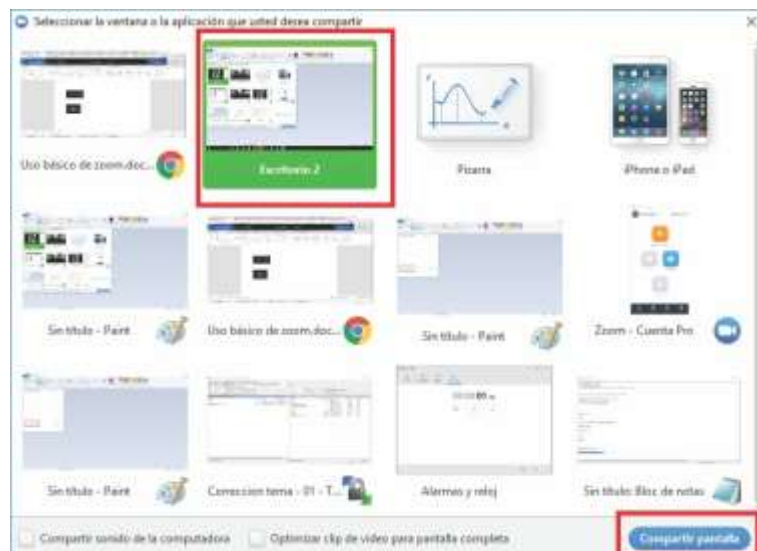 Seleccionar la ventana o la aplicación que usted desea compartir
Uso básico de zoom.doc...
Escritorio 2
Pizarra
iPhone o iPad
Sin título - Paint
Uso básico de zoom.doc...
Sin título - Paint
Zoom - Cuenta Pro
Sin título - Paint
Correccion tema - 01 - T...
Alarmas y reloj
Sin título: Bloc de notas
Compartir sonido de la computadora
Optimizar clip de video para pantalla completa
Compartir pantalla